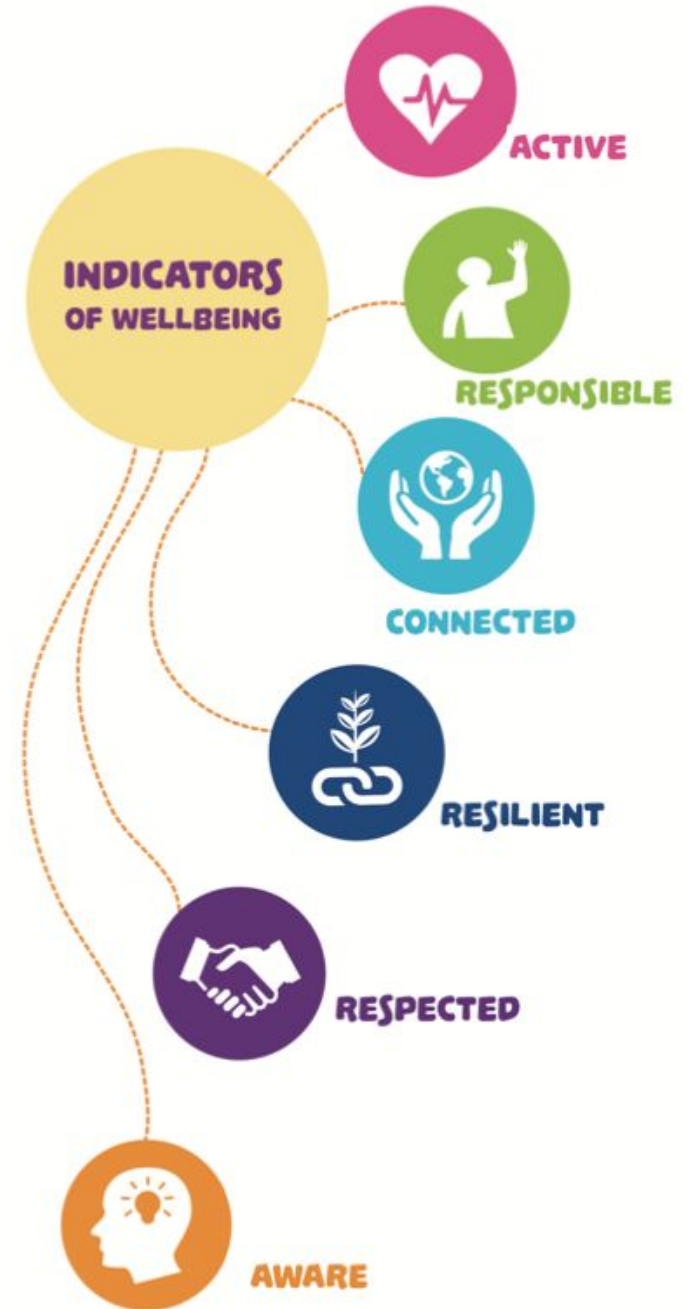 ACTIVE
INDICATORS
OF WELLBEING
RESPONSIBLE
CONNECTED
RESILIENT
RESPECTED
AWARE